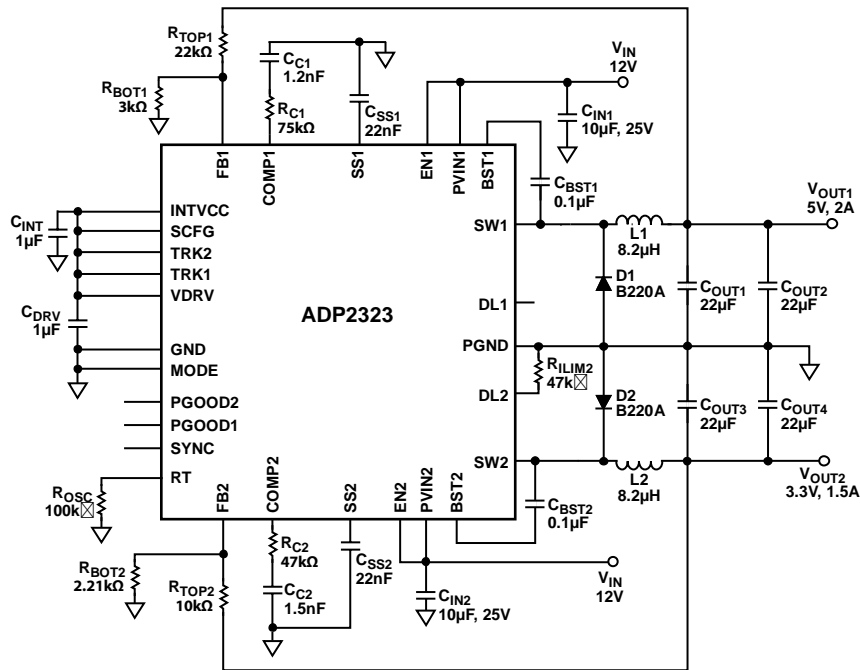 RTOP1
22kΩ
CC1
1.2nF
VIN
12V
RBOT1
3kΩ
RC1
75kΩ
CSS1
22nF
CIN1
10µF, 25V
FB1
COMP1
SS1
EN1
PVIN1
BST1
CBST1
0.1µF
VOUT1
5V, 2A
CINT
1µF
INTVCC
SCFG
TRK2
TRK1
VDRV
SW1
L1
8.2µH
D1
B220A
COUT1
22µF
COUT2
22µF
ADP2323
DL1
CDRV
1µF
GND
MODE
PGND
RILIM2
47k☒
DL2
D2
B220A
COUT3
22µF
COUT4
22µF
PGOOD2
PGOOD1
SYNC
RT
SW2
L2
8.2µH
VOUT2
3.3V, 1.5A
ROSC
100k☒
FB2
COMP2
SS2
EN2
PVIN2
BST2
CBST2
0.1µF
RBOT2
2.21kΩ
RTOP2
10kΩ
RC2
47kΩ
CC2
1.5nF
CSS2
22nF
CIN2
10µF, 25V
VIN
12V